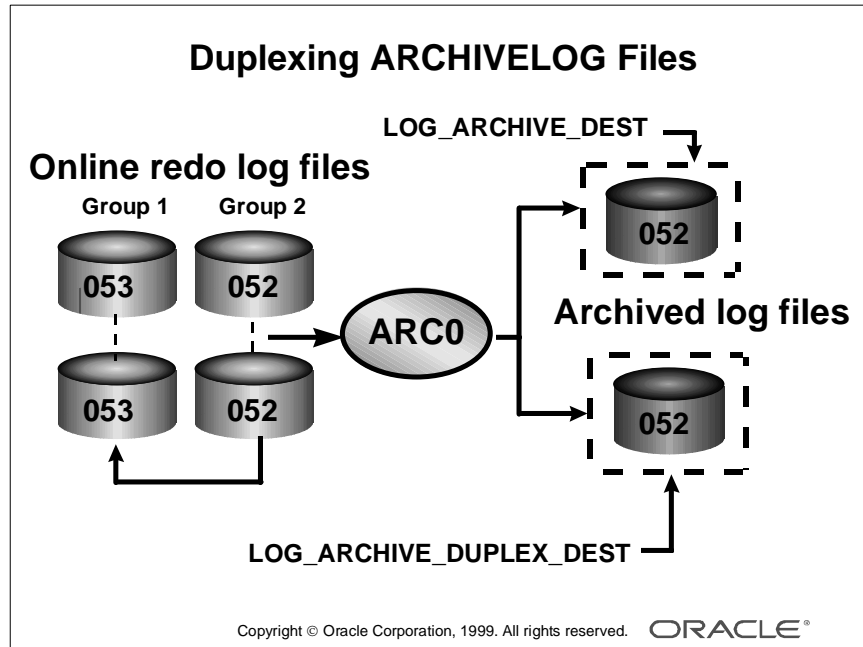 Duplexing ARCHIVELOG Files
LOG_ARCHIVE_DEST
Online redo log files
Group 1 Group 2
053 052
052
ARC0
Archived log files
053 052
052
LOG_ARCHIVE_DUPLEX_DEST
Copyright © Oracle Corporation, 1999. All rights reserved. ORACLE®